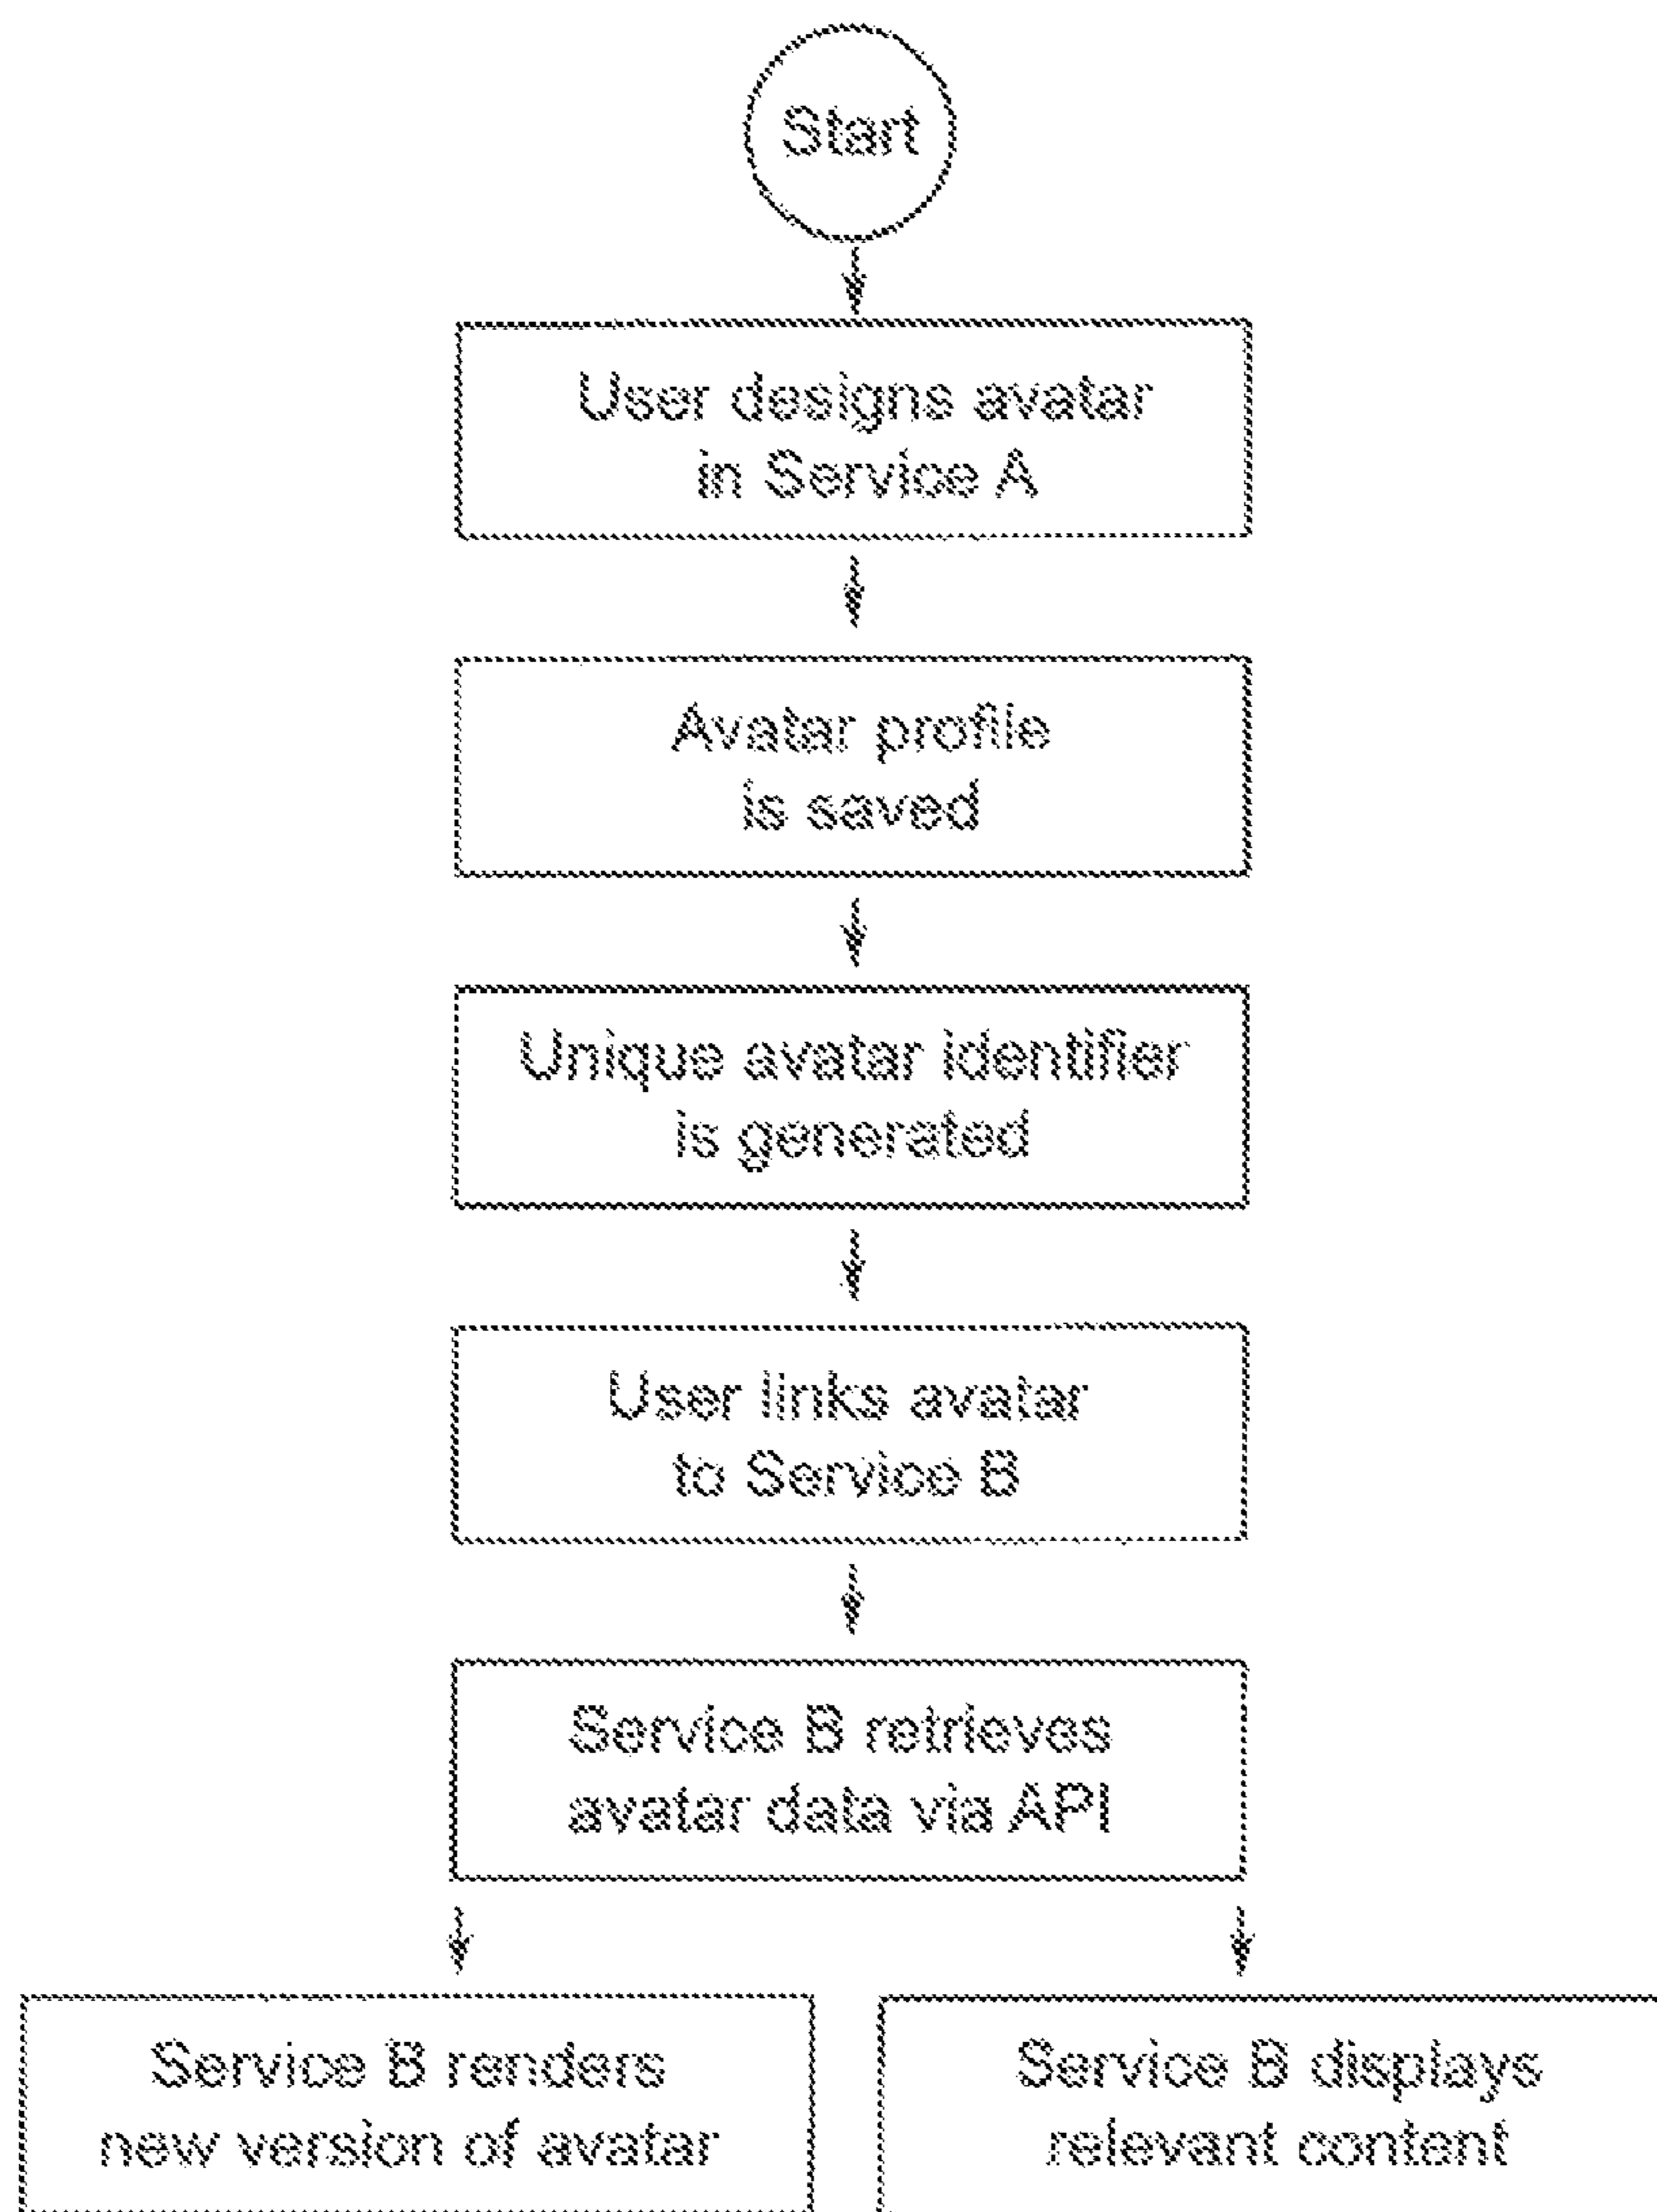 Start
User designs avatar
in Service A
Avatar profile
is saved
Unique avatar identifier
is generated
User links avatar
to Service B
Service B retrieves
avatar data via API
Service B renders
new version of avatar
Service B displays
relevant content